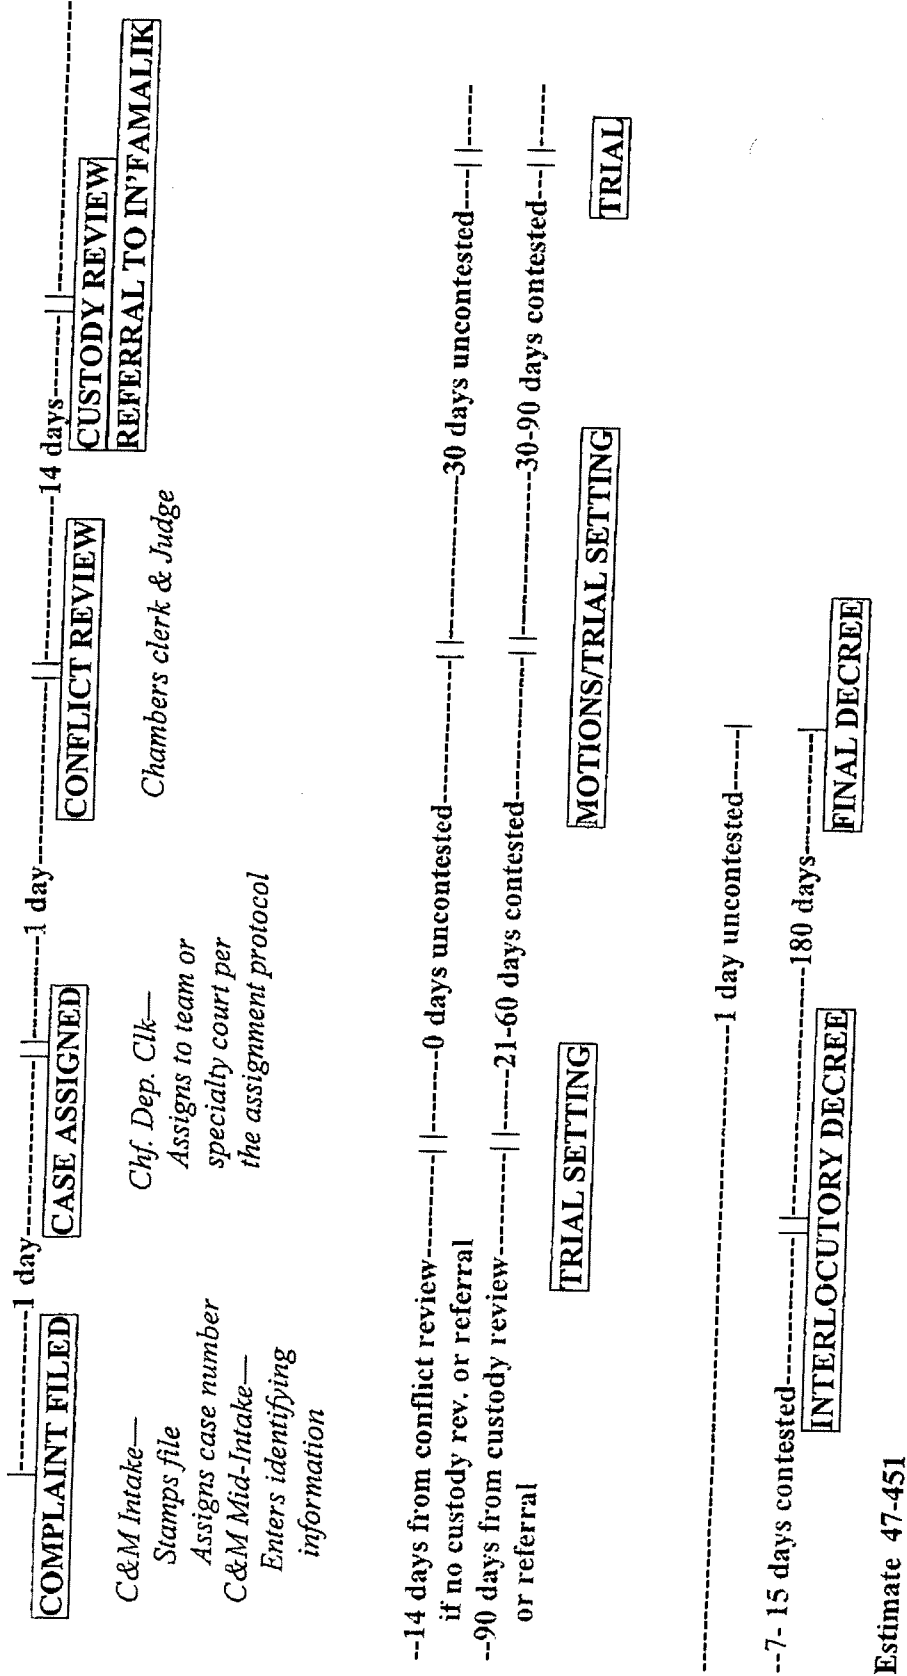 -------1 day--------------||-------1 day--------------||--------14 days------||------------------
COMPLAINT FILED
CASE ASSIGNED
CONFLICT REVIEW
CUSTODY REVIEW
REFERRAL TO IN'FAMALIK
C&M Intake—
Stamps file
Assigns case number
C&M Mid-Intake—
Enters identifying
information
Chf. Dep. Clk—
Assigns to team or
specialty court per
the assignment protocol
Chambers clerk & Judge
--14 days from conflict review---------||------0 days uncontested------------||------------30 days uncontested---||------
if no custody rev. or referral
--90 days from custody review--------||------21-60 days contested------------||------------30-90 days contested---||------
or referral
TRIAL SETTING
MOTIONS/TRIAL SETTING
TRIAL
------------------------------------1 day uncontested-----|
--7- 15 days contested------------||-----------------180 days---------|
INTERLOCUTORY DECREE
FINAL DECREE
Estimate 47-451